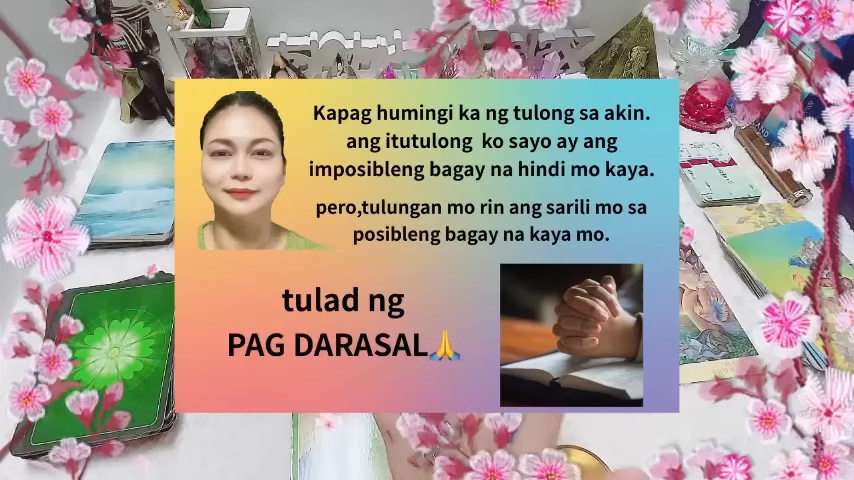 Kapag humingi ka ng tulong sa akin.
ang itutulong ko sayo ay ang
imposibleng bagay na hindi mo kaya.
pero,tulungan mo rin ang sarili mo sa
posibleng bagay na kaya mo.
tulad ng
PAG DARASAL🙏